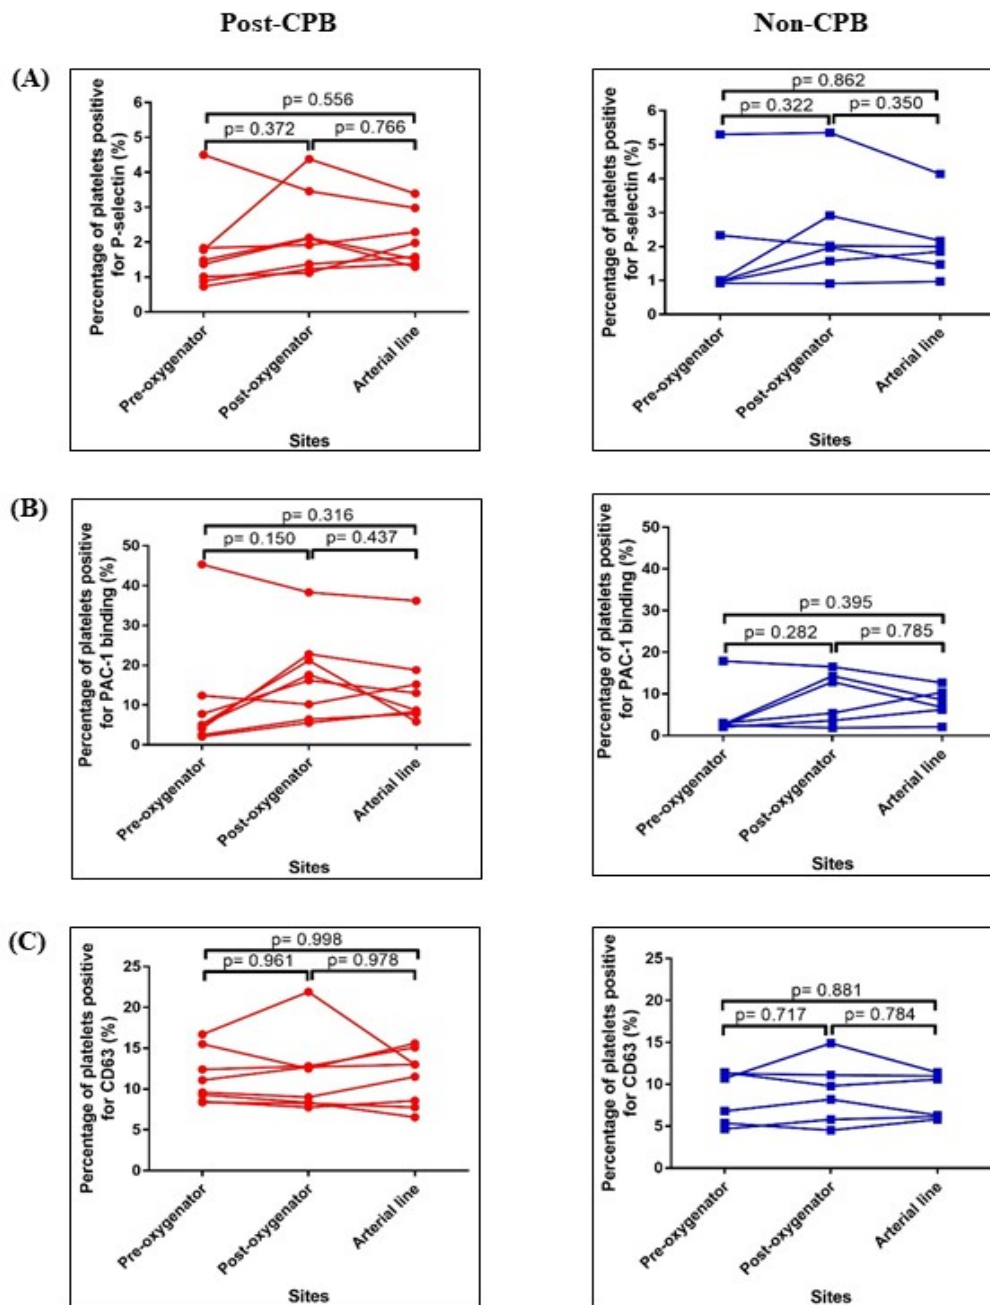 Post-CPB
Non-CPB
(A)
Percentage of platelets positive
for P-selectin (%)
p= 0.556
p= 0.372
p= 0.766
6
5
4
3
2
1
0
Pre-oxygenator
Post-oxygenator
Arterial line
Sites
Percentage of platelets positive
for P-selectin (%)
p= 0.862
p= 0.322
p= 0.350
6
5
4
3
2
1
0
Pre-oxygenator
Post-oxygenator
Arterial line
Sites
(B)
Percentage of platelets positive
for PAC-1 binding (%)
p= 0.316
p= 0.150
p= 0.437
50
40
30
20
10
0
Pre-oxygenator
Post-oxygenator
Arterial line
Sites
Percentage of platelets positive
for PAC-1 binding (%)
p= 0.395
p= 0.282
p= 0.785
50
40
30
20
10
0
Pre-oxygenator
Post-oxygenator
Arterial line
Sites
(C)
Percentage of platelets positive
for CD63 (%)
p= 0.998
p= 0.961
p= 0.978
25
20
15
10
5
0
Pre-oxygenator
Post-oxygenator
Arterial line
Sites
Percentage of platelets positive
for CD63 (%)
p= 0.881
p= 0.717
p= 0.784
25
20
15
10
5
0
Pre-oxygenator
Post-oxygenator
Arterial line
Sites